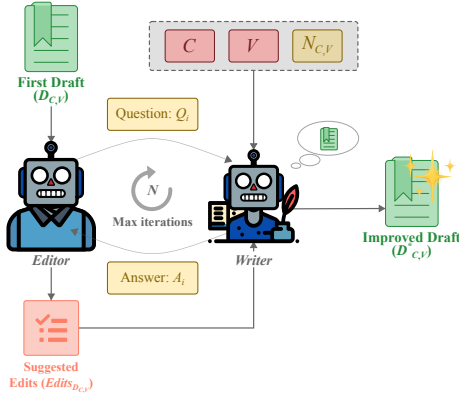 C V N_{C,V}
First Draft
(D_{C,V})
Question: Q_i
N
Max iterations
Editor
Writer
Answer: A_i
Improved Draft
(D^*_{C,V})
Suggested
Edits (Edits_{D_{C,V}})